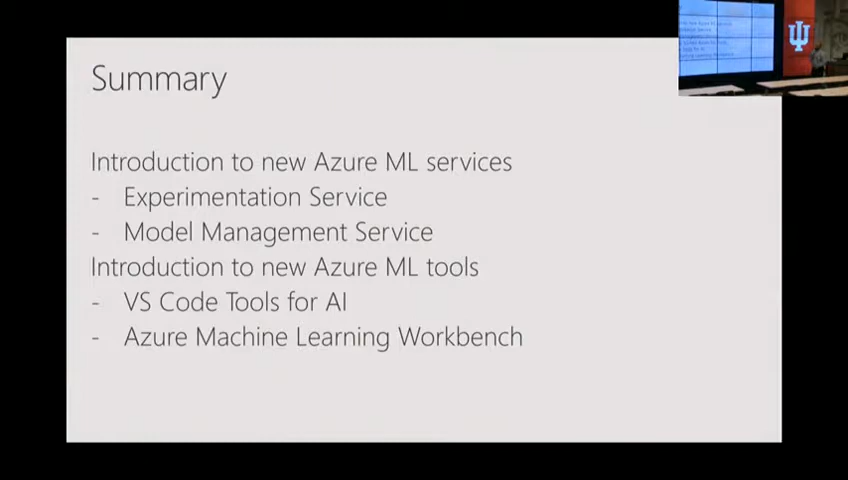 Summary
Introduction to new Azure ML services
- Experimentation Service
- Model Management Service
Introduction to new Azure ML tools
- VS Code Tools for AI
- Azure Machine Learning Workbench